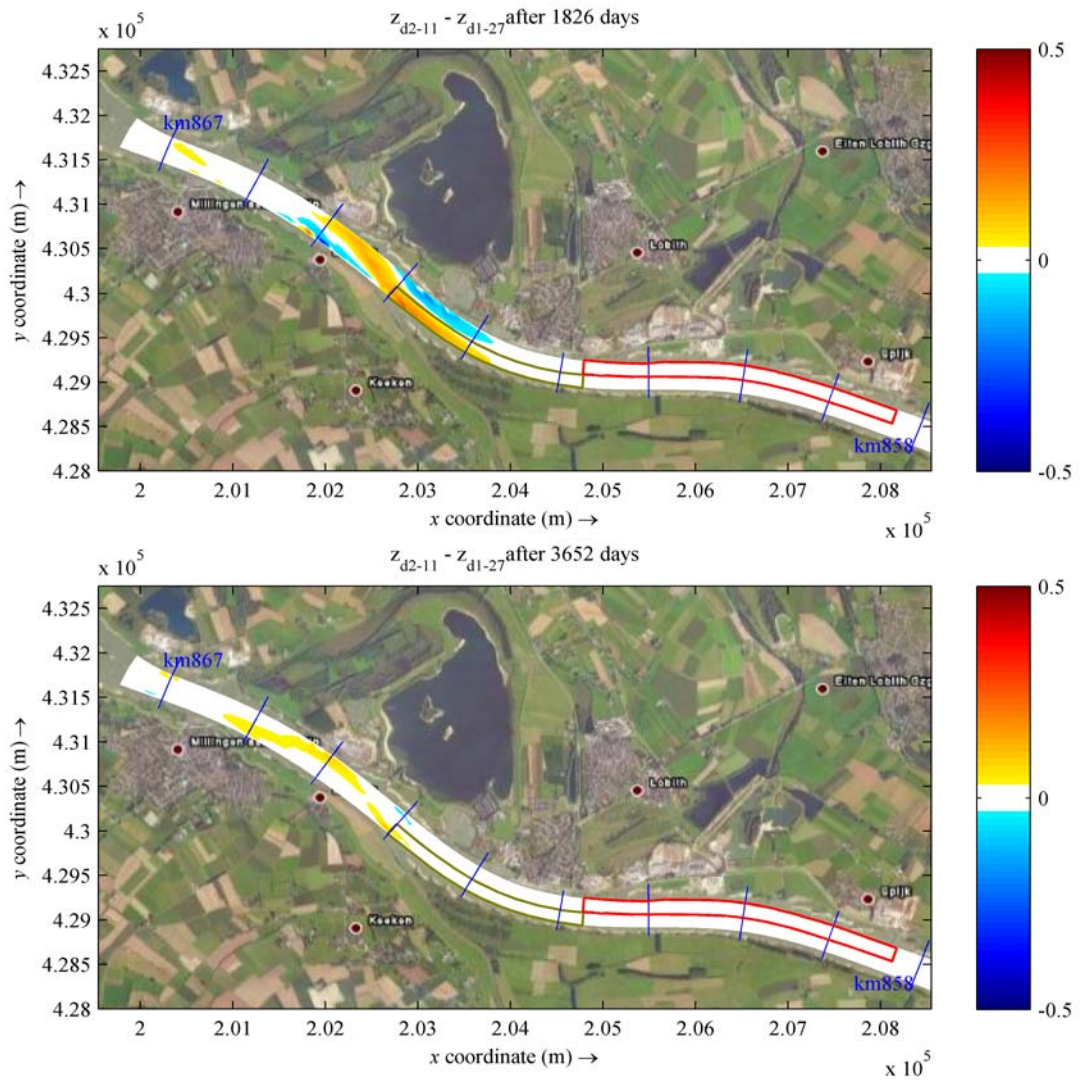 z_d2-11 - z_d1-27 after 1826 days
x 10^5
4.325
4.32
4.315
4.31
4.305
4.3
4.295
4.29
4.285
4.28
y coordinate (m) →
km867
Lobith
Keeken
km858
2
2.01
2.02
2.03
2.04
2.05
2.06
2.07
2.08
x coordinate (m) →
x 10^5
0.5
0
-0.5
z_d2-11 - z_d1-27 after 3652 days
x 10^5
4.325
4.32
4.315
4.31
4.305
4.3
4.295
4.29
4.285
4.28
y coordinate (m) →
km867
Lobith
Keeken
km858
2
2.01
2.02
2.03
2.04
2.05
2.06
2.07
2.08
x coordinate (m) →
x 10^5
0.5
0
-0.5